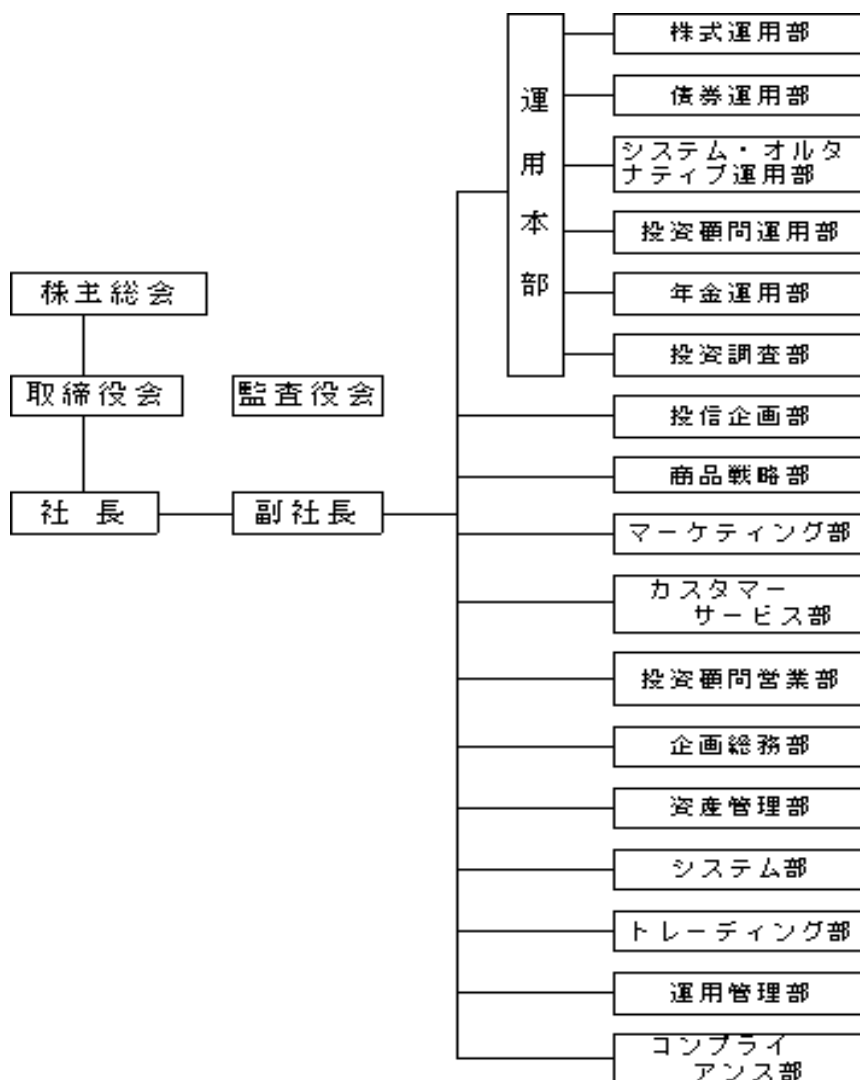 株主総会
取締役会
監査役会
社長
副社長
運用本部
株式運用部
債券運用部
システム・オルタ
ナティブ運用部
投資顧問運用部
年金運用部
投資調査部
投信企画部
商品戦略部
マーケティング部
カスタマー
サービス部
投資顧問営業部
企画総務部
資産管理部
システム部
トレーディング部
運用管理部
コンプライ
アンス部